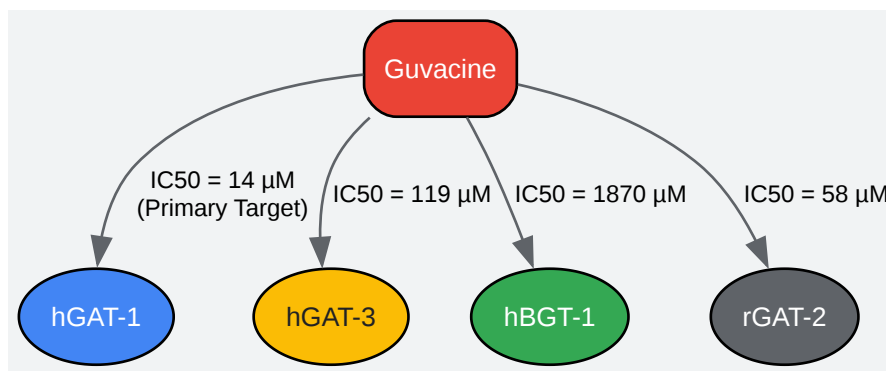 Guvacine
IC50 = 14 µM
(Primary Target)
IC50 = 119 µM
IC50 = 1870 µM
IC50 = 58 µM
hGAT-1
hGAT-3
hBGT-1
rGAT-2